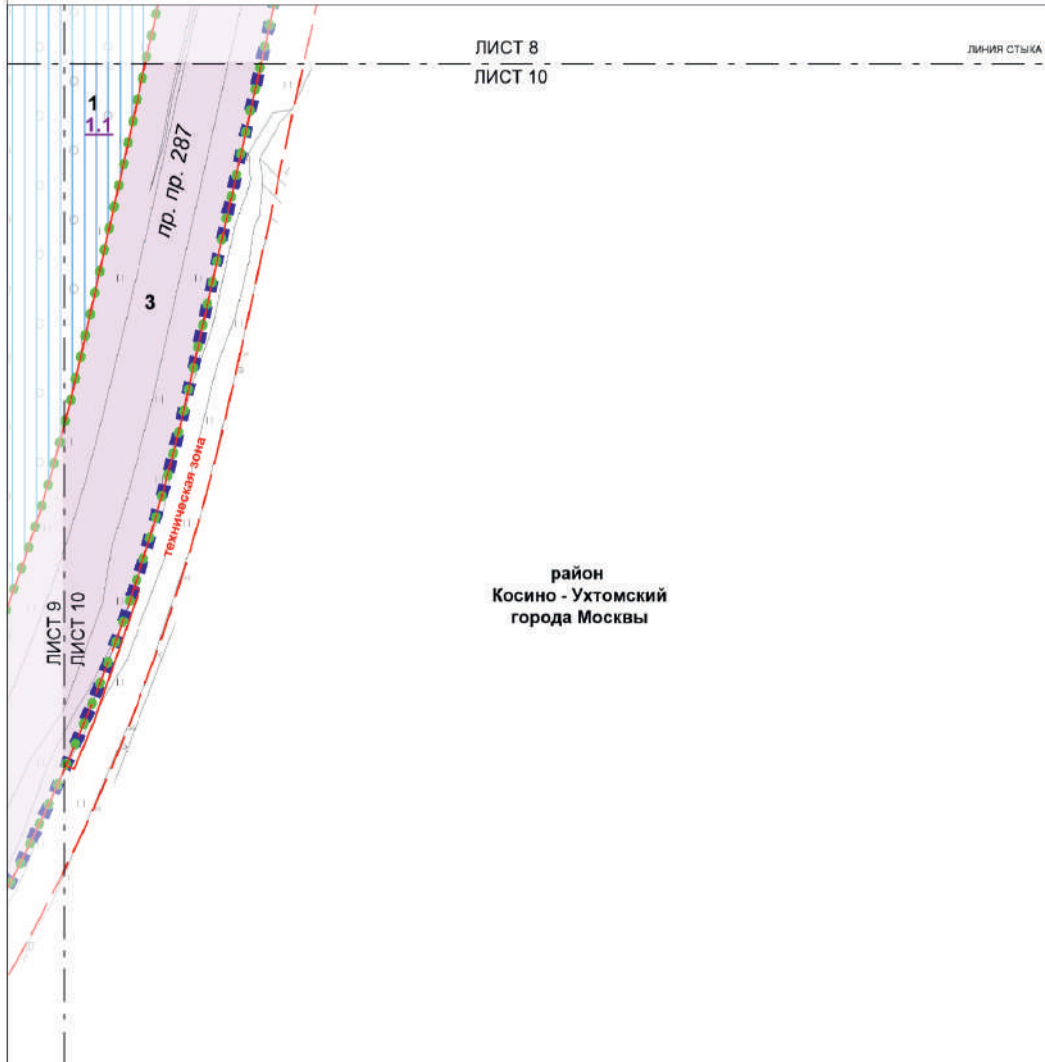 ЛИСТ 8
ЛИНИЯ СТЫКА
ЛИСТ 10
1
1.1
пр. пр. 287
3
техническая зона
район
Косино - Ухтомский
города Москвы
ЛИСТ 9
ЛИСТ 10